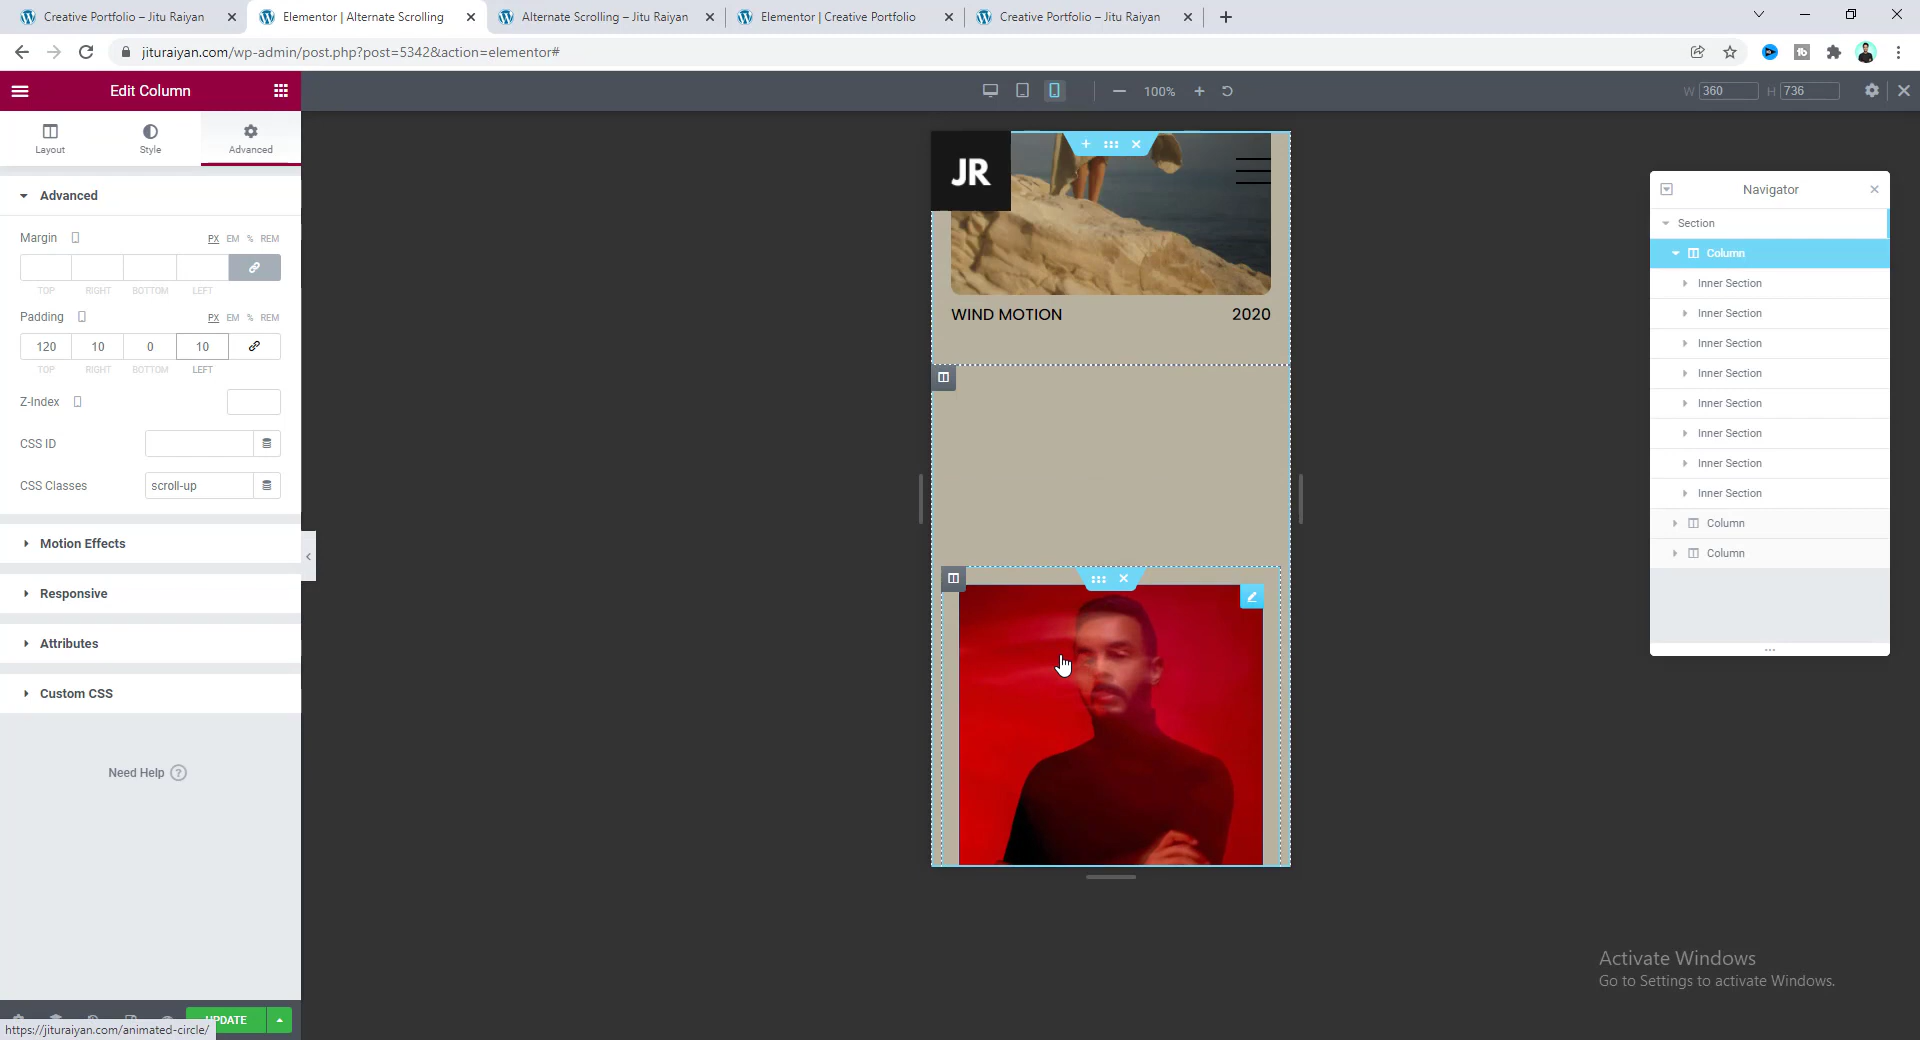 Creative Portfolio – Jitu Raiyan
Elementor | Alternate Scrolling
Alternate Scrolling – Jitu Raiyan
Elementor | Creative Portfolio
Creative Portfolio – Jitu Raiyan
jituraiyan.com/wp-admin/post.php?post=5342&action=elementor#
Edit Column
100%
W 360 H 736
Layout Style Advanced
Advanced
Margin PX EM % REM
TOP RIGHT BOTTOM LEFT
Padding PX EM % REM
120 10 0 10
TOP RIGHT BOTTOM LEFT
Z-Index
CSS ID
CSS Classes scroll-up
Motion Effects
Responsive
Attributes
Custom CSS
Need Help ?
UPDATE
https://jituraiyan.com/animated-circle/
JR
WIND MOTION 2020
Navigator
Section
Column
Inner Section
Inner Section
Inner Section
Inner Section
Inner Section
Inner Section
Inner Section
Inner Section
Column
Column
Activate Windows
Go to Settings to activate Windows.